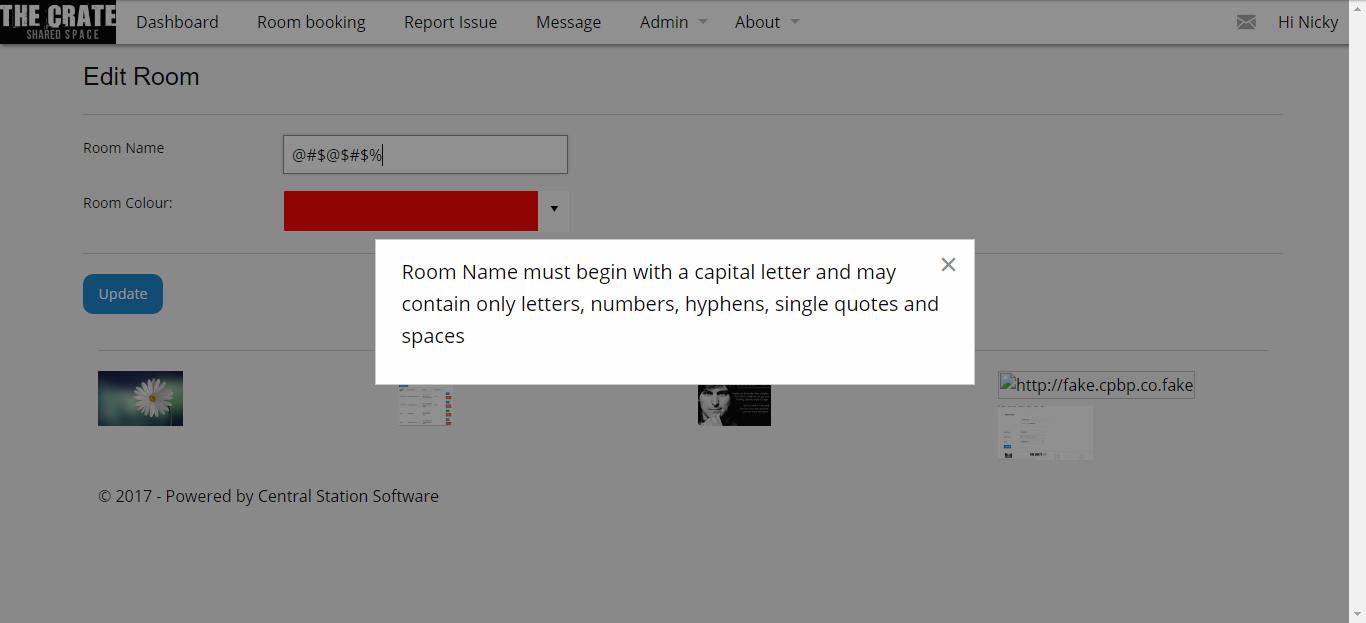 THE CRATE
SHARED SPACE
Dashboard Room booking Report Issue Message Admin About Hi Nicky
Edit Room
Room Name @#$@$#$%
Room Colour:
Room Name must begin with a capital letter and may
contain only letters, numbers, hyphens, single quotes and
spaces
Update
http://fake.cpbp.co.fake
© 2017 - Powered by Central Station Software